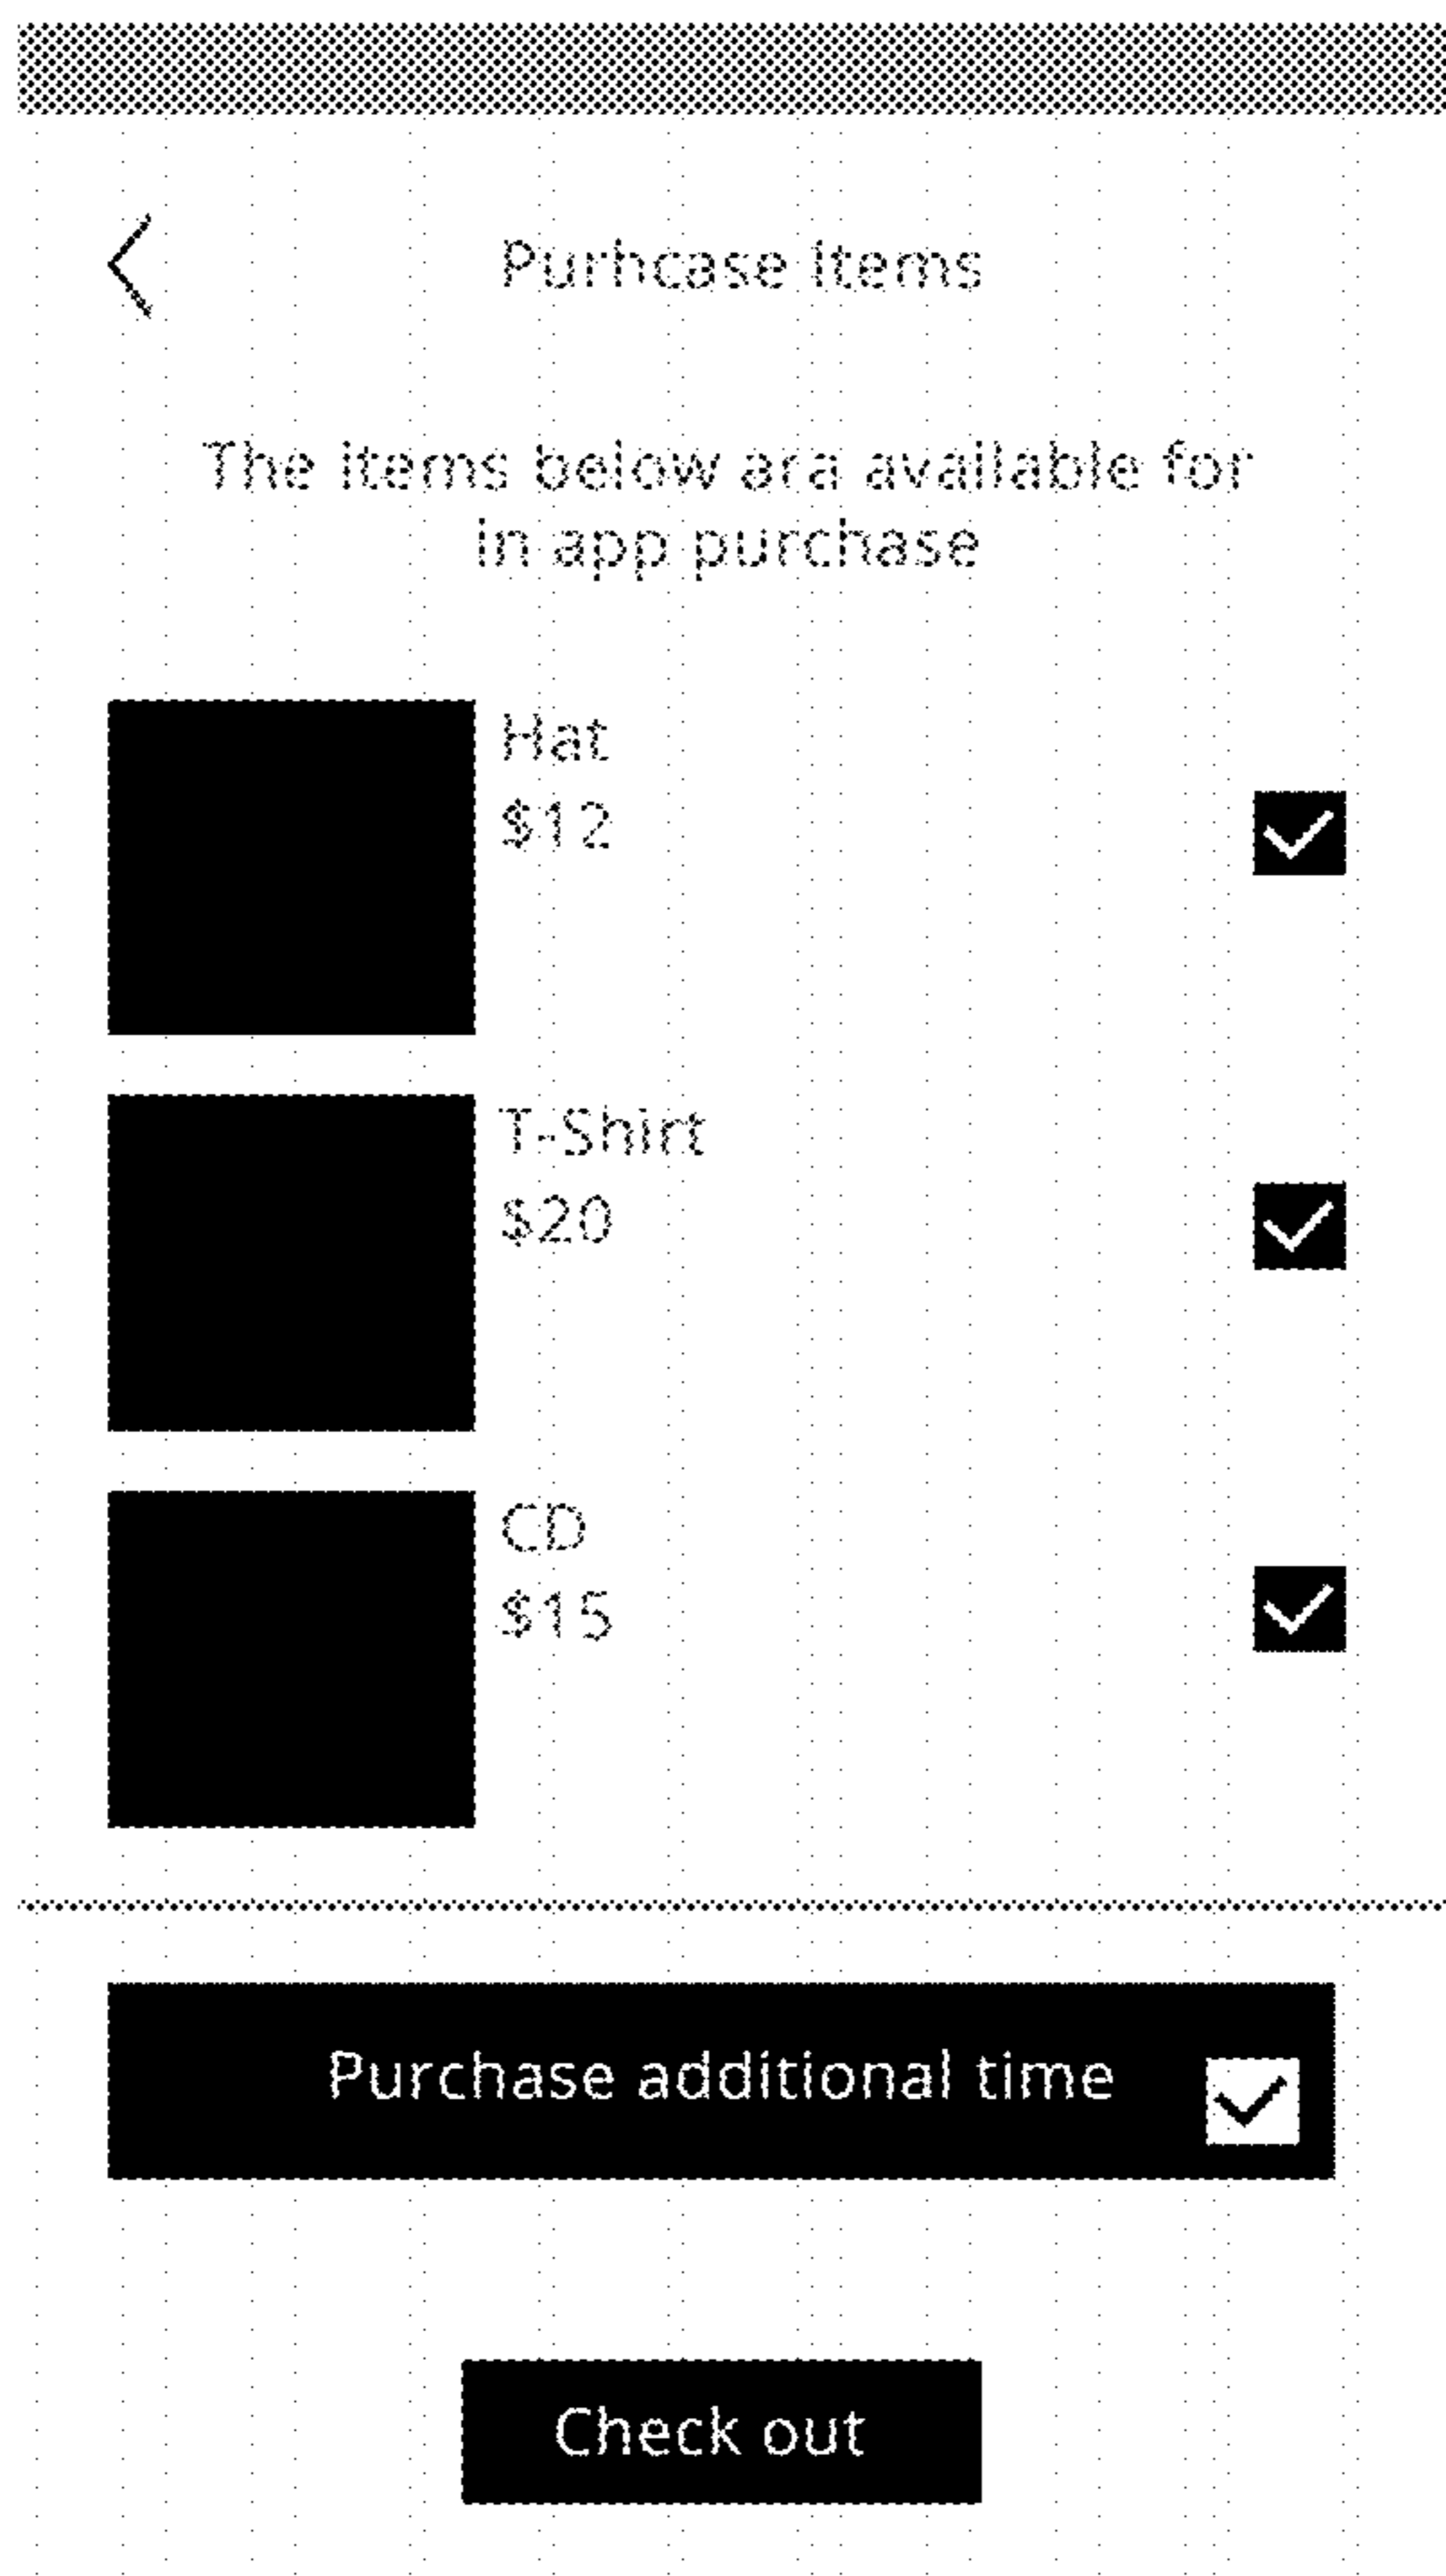 Purhcase Items
The items below ara available for
in app purchase
Hat
$12
T-Shirt
$20
CD
$15
Purchase additional time
Check out